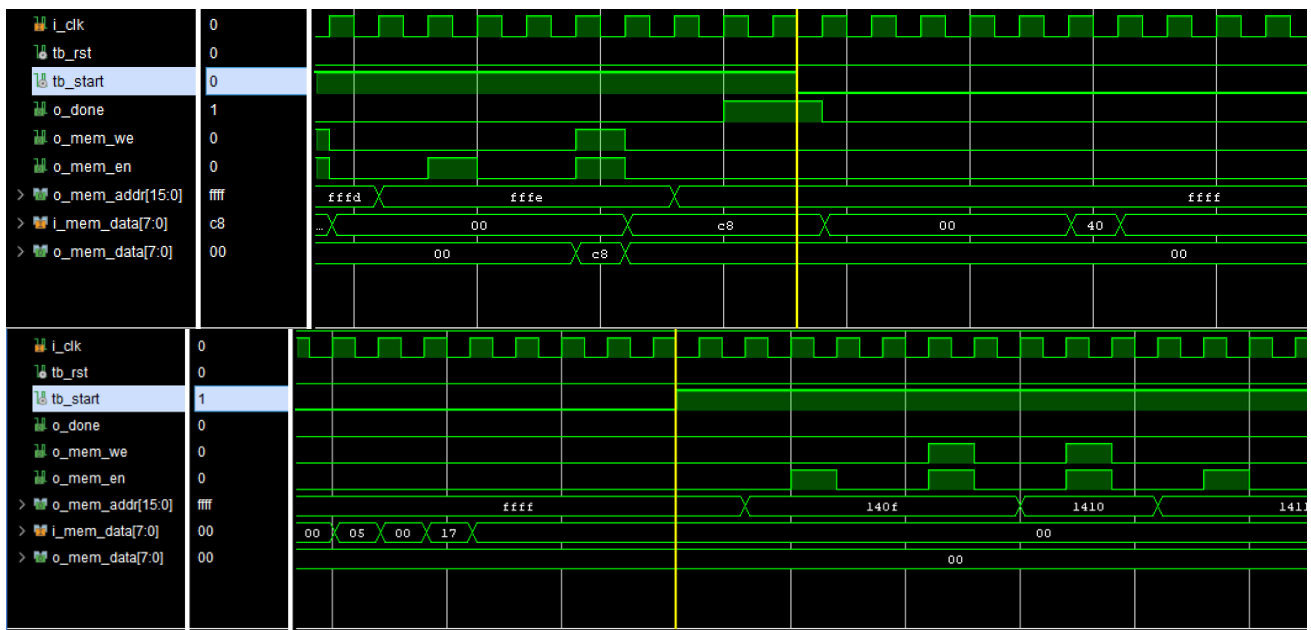 i_clk 0
tb_rst 0
tb_start 0
o_done 1
o_mem_we 0
o_mem_en 0
o_mem_addr[15:0] ffff fffd fffe ffff
i_mem_data[7:0] c8 ... 00 c8 00 40
o_mem_data[7:0] 00 00 c8 00
i_clk 0
tb_rst 0
tb_start 1
o_done 0
o_mem_we 0
o_mem_en 0
o_mem_addr[15:0] ffff ffff 140f 1410 1411
i_mem_data[7:0] 00 00 05 00 17 00
o_mem_data[7:0] 00 00